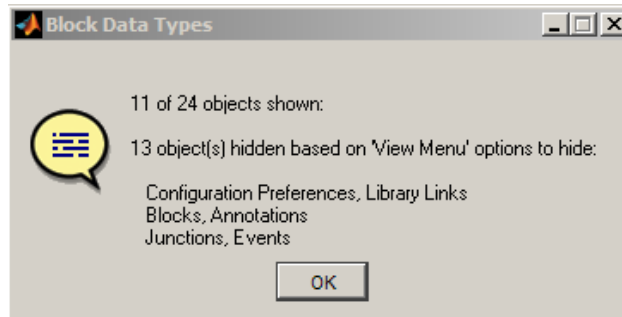 Block Data Types
11 of 24 objects shown:
13 object(s) hidden based on 'View Menu' options to hide:
Configuration Preferences, Library Links
Blocks, Annotations
Junctions, Events
OK